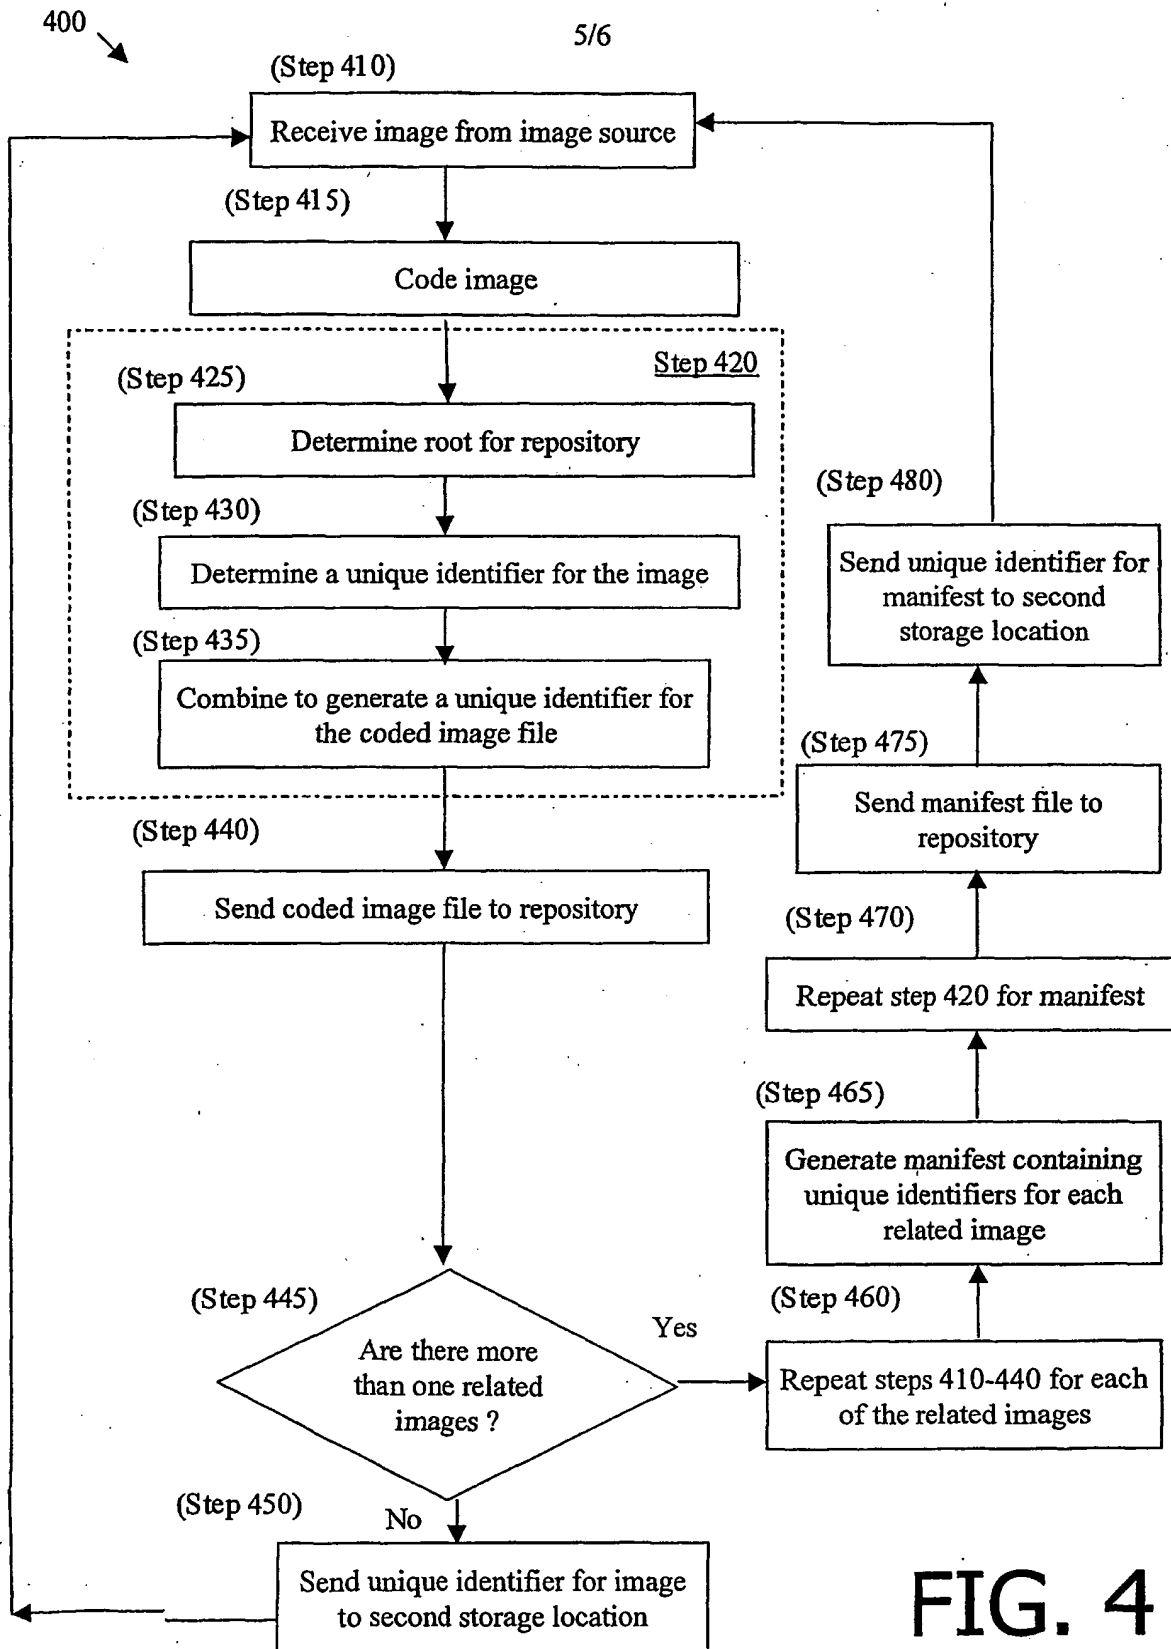 400
5/6
(Step 410)
Receive image from image source
(Step 415)
Code image
Step 420
(Step 425)
Determine root for repository
(Step 430)
Determine a unique identifier for the image
(Step 435)
Combine to generate a unique identifier for
the coded image file
(Step 440)
Send coded image file to repository
(Step 445)
Are there more
than one related
images ?
Yes
No
(Step 450)
Send unique identifier for image
to second storage location
(Step 460)
Repeat steps 410-440 for each
of the related images
(Step 465)
Generate manifest containing
unique identifiers for each
related image
(Step 470)
Repeat step 420 for manifest
(Step 475)
Send manifest file to
repository
(Step 480)
Send unique identifier for
manifest to second
storage location
FIG. 4